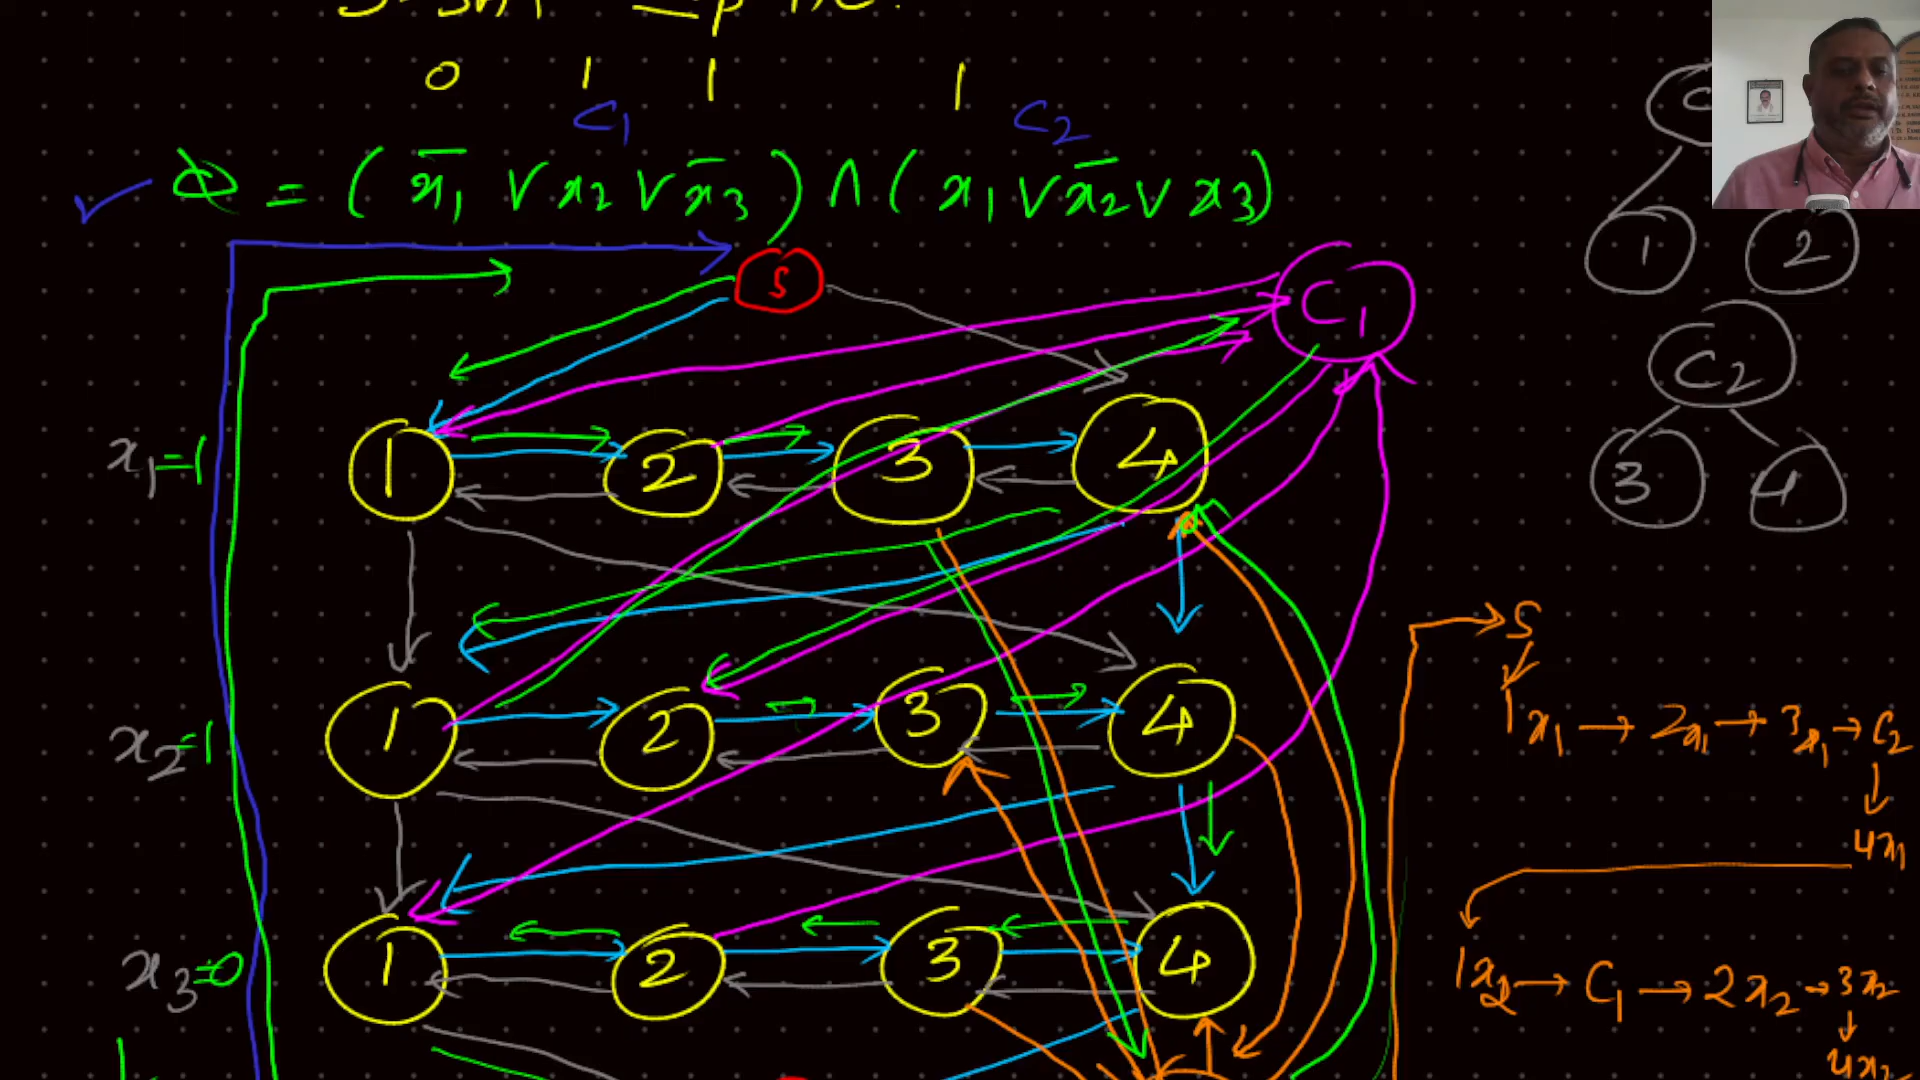 0 1 1 1
C1 C2
φ = ( x̅1 ∨ x2 ∨ x̅3 ) ∧ ( x1 ∨ x̅2 ∨ x3 )
S C1
1 2
C2
x1=1 1 2 3 4
3 4
S
1x1 → 2x1 → 3x1 → C2
x2=1 1 2 3 4
4x1
x3=0 1 2 3 4
1x2 → C1 → 2x2 → 3x2
4x2